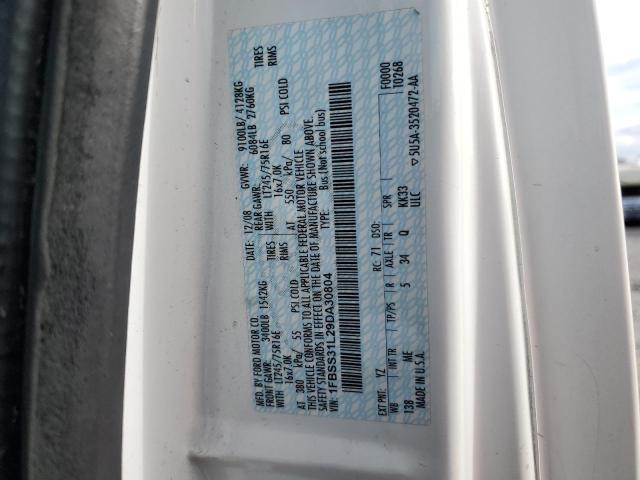 MFD. BY FORD MOTOR CO.
DATE: 12/08 GVWR: 9100LB/ 4128KG
FRONT GAWR: 3400LB 1542KG REAR GAWR: 6084LB 2760KG
WITH LT245/75R16E TIRES WITH LT245/75R16E TIRES
16x7.0K RIMS 16x7.0K RIMS
AT 380 kPa/ 55 PSI COLD AT 550 kPa/ 80 PSI COLD
THIS VEHICLE CONFORMS TO ALL APPLICABLE FEDERAL MOTOR VEHICLE
SAFETY STANDARDS IN EFFECT ON THE DATE OF MANUFACTURE SHOWN ABOVE.
VIN: 1FBSS31L29DA30804 TYPE: Bus.(Not school bus)
F0000
T0268
EXT PNT: YZ RC: 71 DSO:
WB INT TR TP/PS R AXLE TR SPR
138 ME 5 34 Q KK33
MADE IN U.S.A. ULC 5U5A-3520472-AA